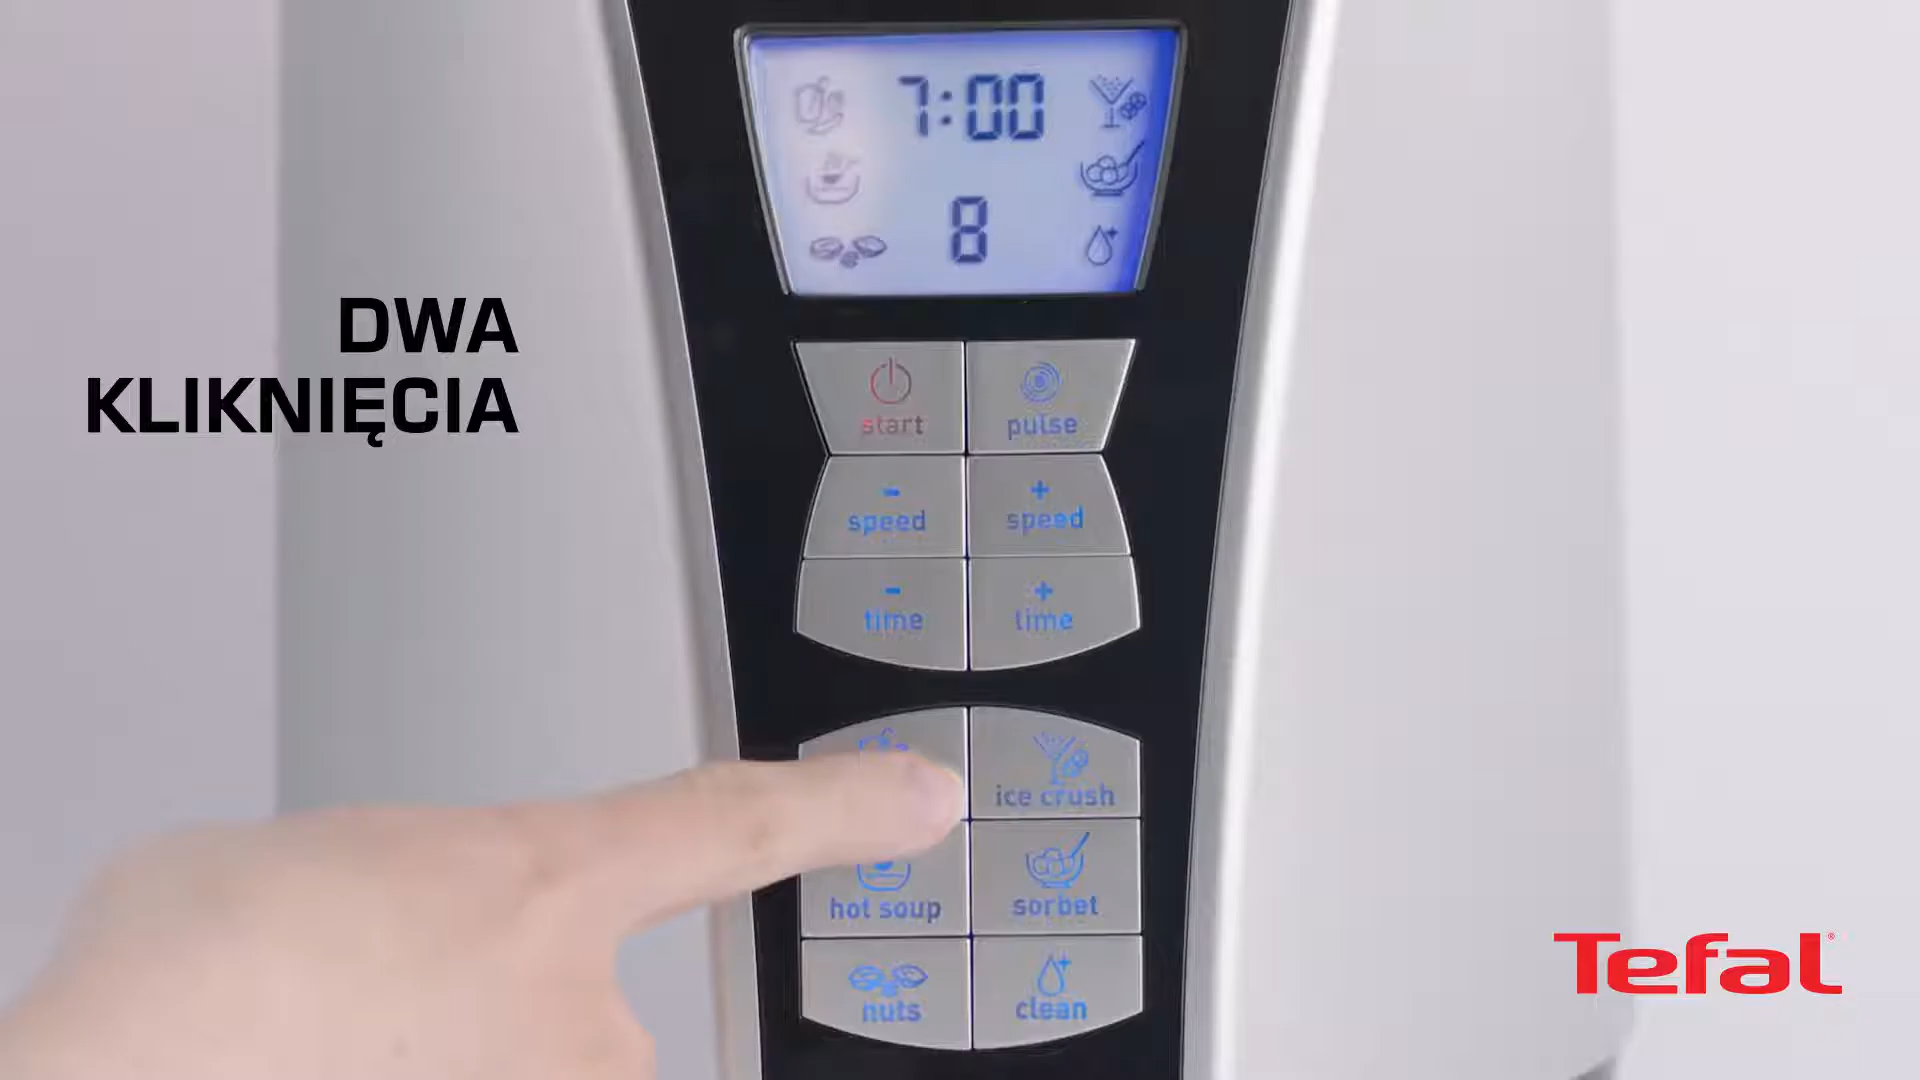 7:00
8
DWA
KLIKNIĘCIA
start
pulse
- speed
+ speed
- time
+ time
ice crush
hot soup
sorbet
nuts
clean
Tefal®